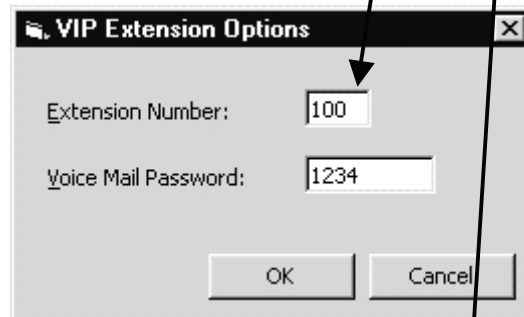 VIP Extension Options
Extension Number: 100
Voice Mail Password: 1234
OK Cancel